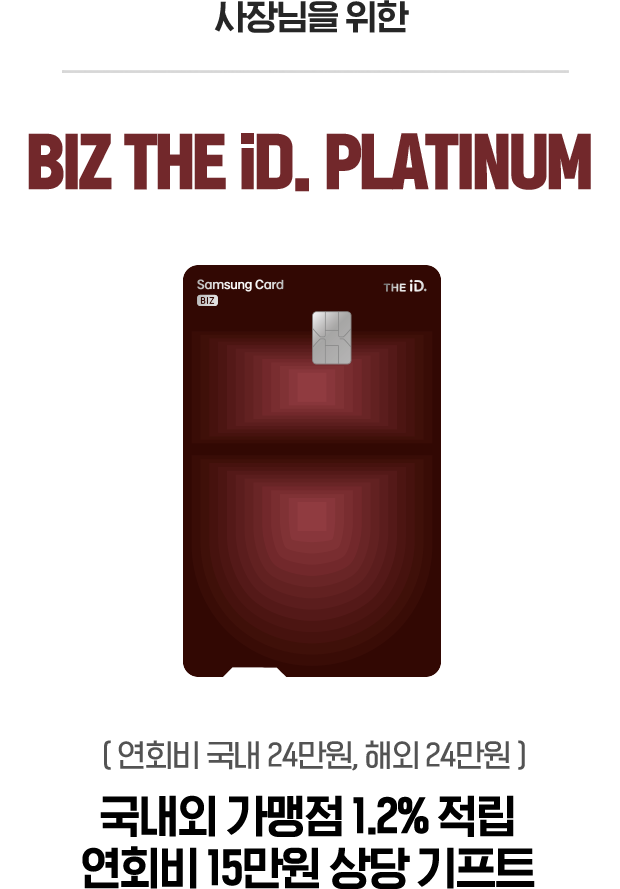 사장님을 위한
BIZ THE iD. PLATINUM
Samsung Card
THE iD.
BIZ
( 연회비 국내 24만원, 해외 24만원 )
국내외 가맹점 1.2% 적립
연회비 15만원 상당 기프트